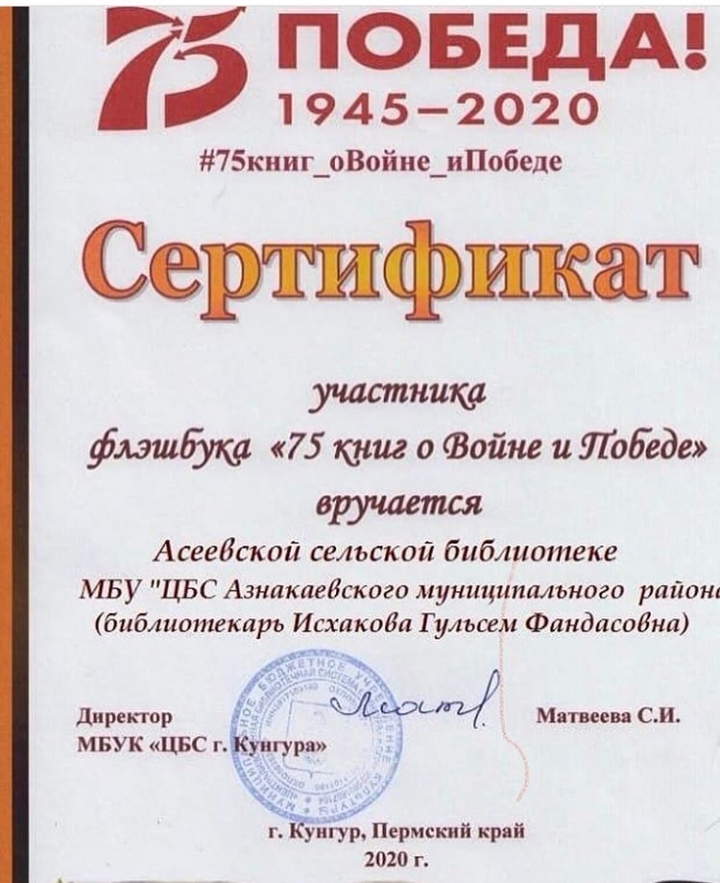 75 ПОБЕДА!
1945–2020
#75книг_оВойне_иПобеде
Сертификат
участника
флэшбука «75 книг о Войне и Победе»
вручается
Асеевской сельской библиотеке
МБУ "ЦБС Азнакаевского муниципального района
(библиотекарь Исхакова Гульсем Фандасовна)
Директор
МБУК «ЦБС г. Кунгура»
Матвеева С.И.
г. Кунгур, Пермский край
2020 г.